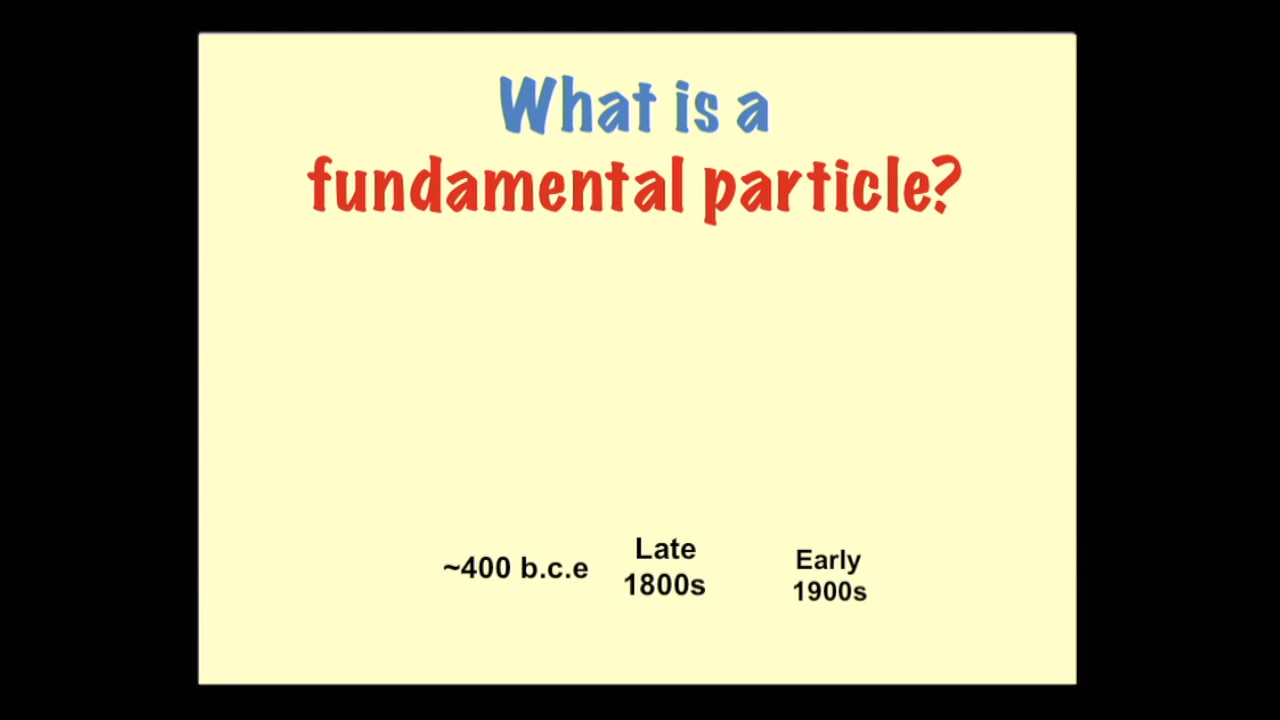 What is a
fundamental particle?
~400 b.c.e
Late
1800s
Early
1900s